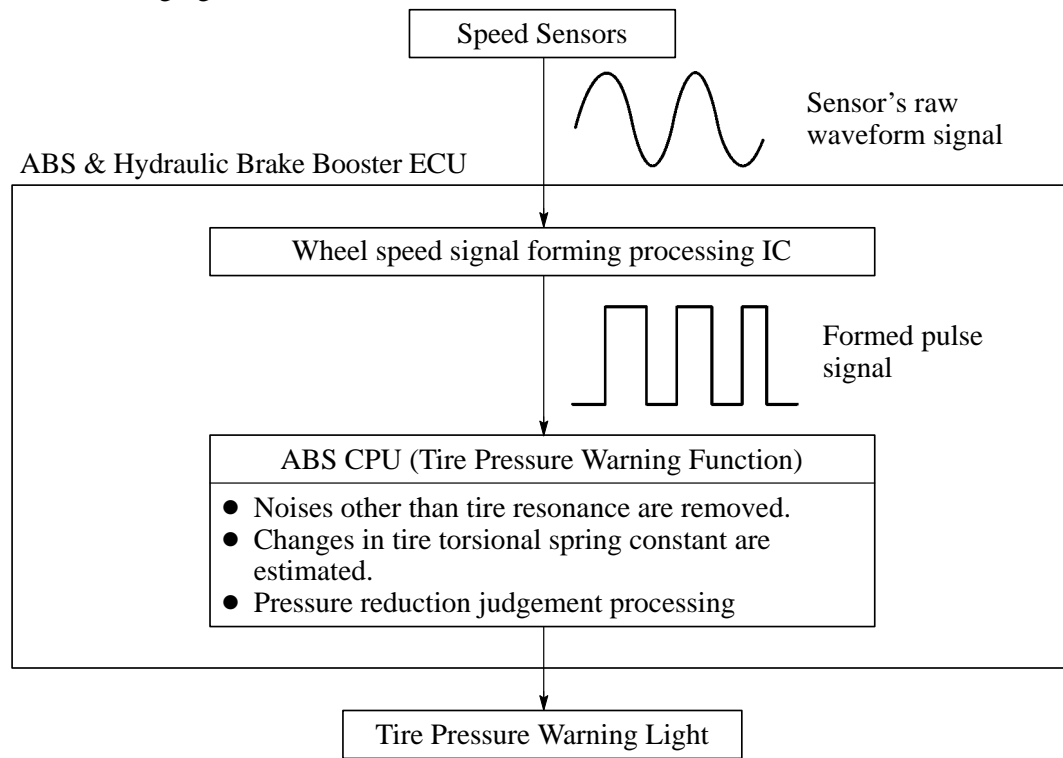 Speed Sensors
Sensor’s raw
waveform signal
ABS & Hydraulic Brake Booster ECU
Wheel speed signal forming processing IC
Formed pulse
signal
ABS CPU (Tire Pressure Warning Function)
● Noises other than tire resonance are removed.
● Changes in tire torsional spring constant are
estimated.
● Pressure reduction judgement processing
Tire Pressure Warning Light